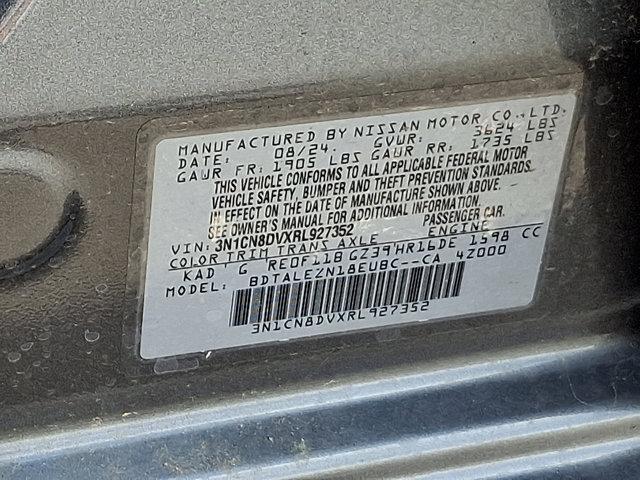 MANUFACTURED BY NISSAN MOTOR CO., LTD.
DATE: 08/24. GVWR: 3624 LBS
GAWR FR: 1905 LBS GAWR RR: 1735 LBS
THIS VEHICLE CONFORMS TO ALL APPLICABLE FEDERAL MOTOR
VEHICLE SAFETY, BUMPER AND THEFT PREVENTION STANDARDS
IN EFFECT ON THE DATE OF MANUFACTURE SHOWN ABOVE.
SEE OWNER'S MANUAL FOR ADDITIONAL INFORMATION.
VIN: 3N1CN8DVXRL927352 PASSENGER CAR.
COLOR TRIM TRANS AXLE ENGINE
KAD G RE0F11B GZ39 HR16DE 1598 CC
MODEL: BDTALEZN18EUBC--CA 4Z000
3N1CN8DVXRL927352